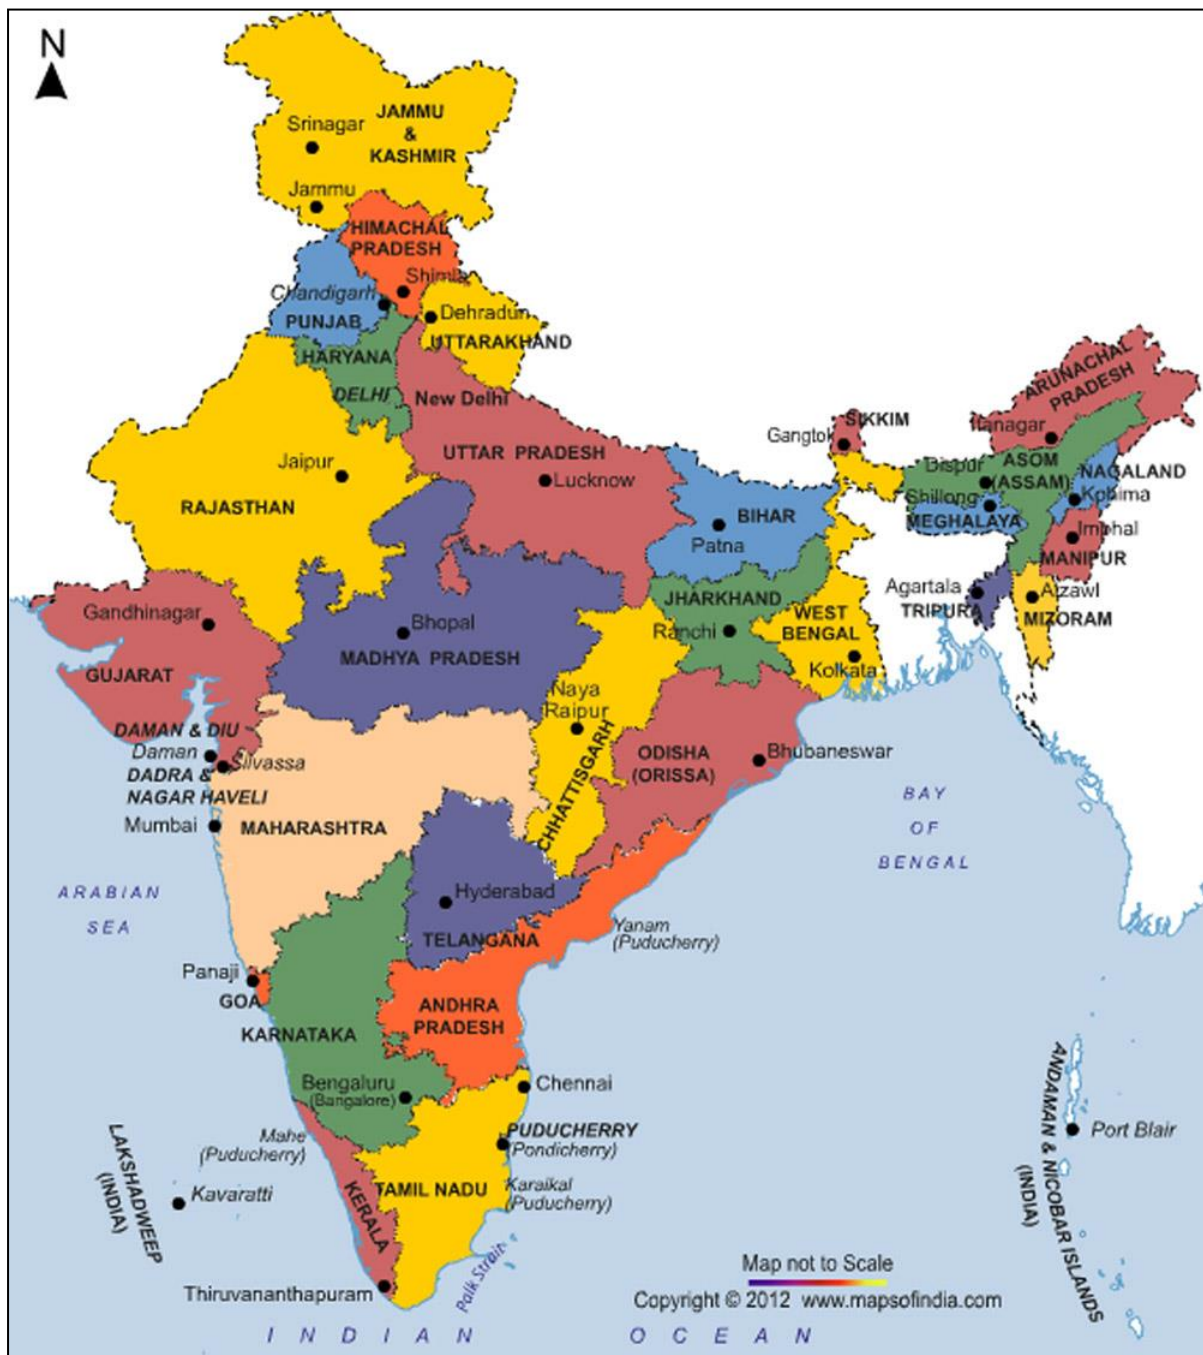 N
JAMMU
&
KASHMIR
Srinagar
Jammu
HIMACHAL
PRADESH
Shimla
Chandigarh
PUNJAB
Dehradun
UTTARAKHAND
HARYANA
DELHI
New Delhi
UTTAR PRADESH
Lucknow
Jaipur
RAJASTHAN
BIHAR
Patna
SIKKIM
Gangtok
ARUNACHAL
PRADESH
Itanagar
Dispur
ASOM
(ASSAM)
NAGALAND
Kohima
Shillong
MEGHALAYA
Imphal
MANIPUR
Agartala
TRIPURA
Aizawl
MIZORAM
Gandhinagar
GUJARAT
Bhopal
MADHYA PRADESH
JHARKHAND
Ranchi
WEST
BENGAL
Kolkata
Naya
Raipur
CHHATTISGARH
ODISHA
(ORISSA)
Bhubaneswar
DAMAN & DIU
Daman
Silvassa
DADRA &
NAGAR HAVELI
Mumbai
MAHARASHTRA
BAY
OF
BENGAL
ARABIAN
SEA
Hyderabad
TELANGANA
Yanam
(Puducherry)
Panaji
GOA
KARNATAKA
ANDHRA
PRADESH
Bengaluru
(Bangalore)
Chennai
Mahe
(Puducherry)
PUDUCHERRY
(Pondicherry)
Karaikal
(Puducherry)
TAMIL NADU
KERALA
LAKSHADWEEP
(INDIA)
Kavaratti
Thiruvananthapuram
Palk Strait
ANDAMAN & NICOBAR ISLANDS
(INDIA)
Port Blair
Map not to Scale
Copyright © 2012 www.mapsofindia.com
INDIAN OCEAN